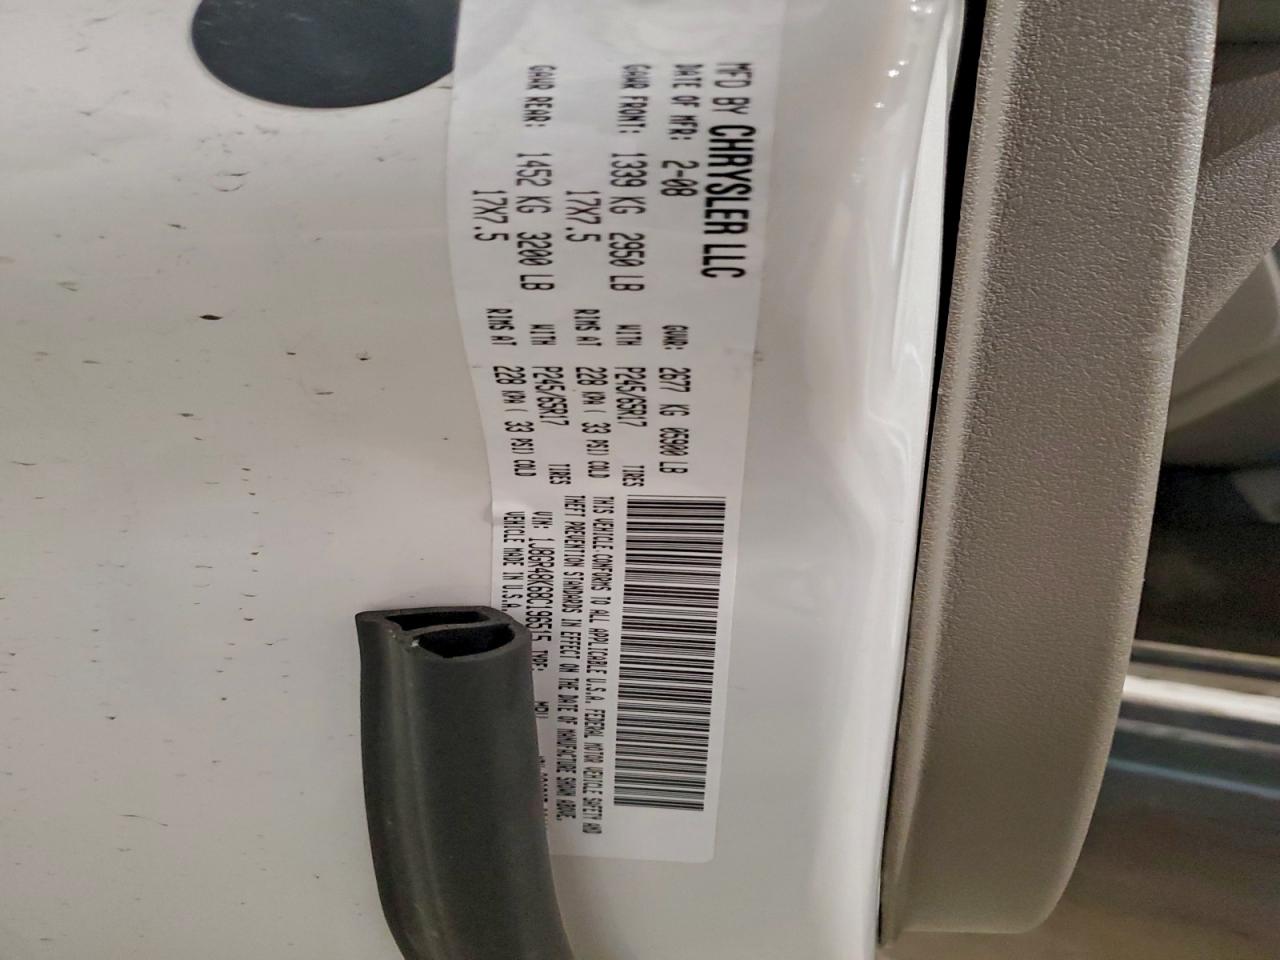 MFD BY CHRYSLER LLC
DATE OF MFR: 2-08 GVWR: 2677 KG 05900 LB
GAWR FRONT: 1339 KG 2950 LB WITH P245/65R17 TIRES
17X7.5 RIMS AT 228 KPA ( 33 PSI) COLD
GAWR REAR: 1452 KG 3200 LB WITH P245/65R17 TIRES
17X7.5 RIMS AT 228 KPA ( 33 PSI) COLD
THIS VEHICLE CONFORMS TO ALL APPLICABLE U.S.A. FEDERAL MOTOR VEHICLE SAFETY AND
THEFT PREVENTION STANDARDS IN EFFECT ON THE DATE OF MANUFACTURE SHOWN ABOVE.
VIN: 1J8GR48K68C196515 TYPE:
VEHICLE MADE IN U.S.A.